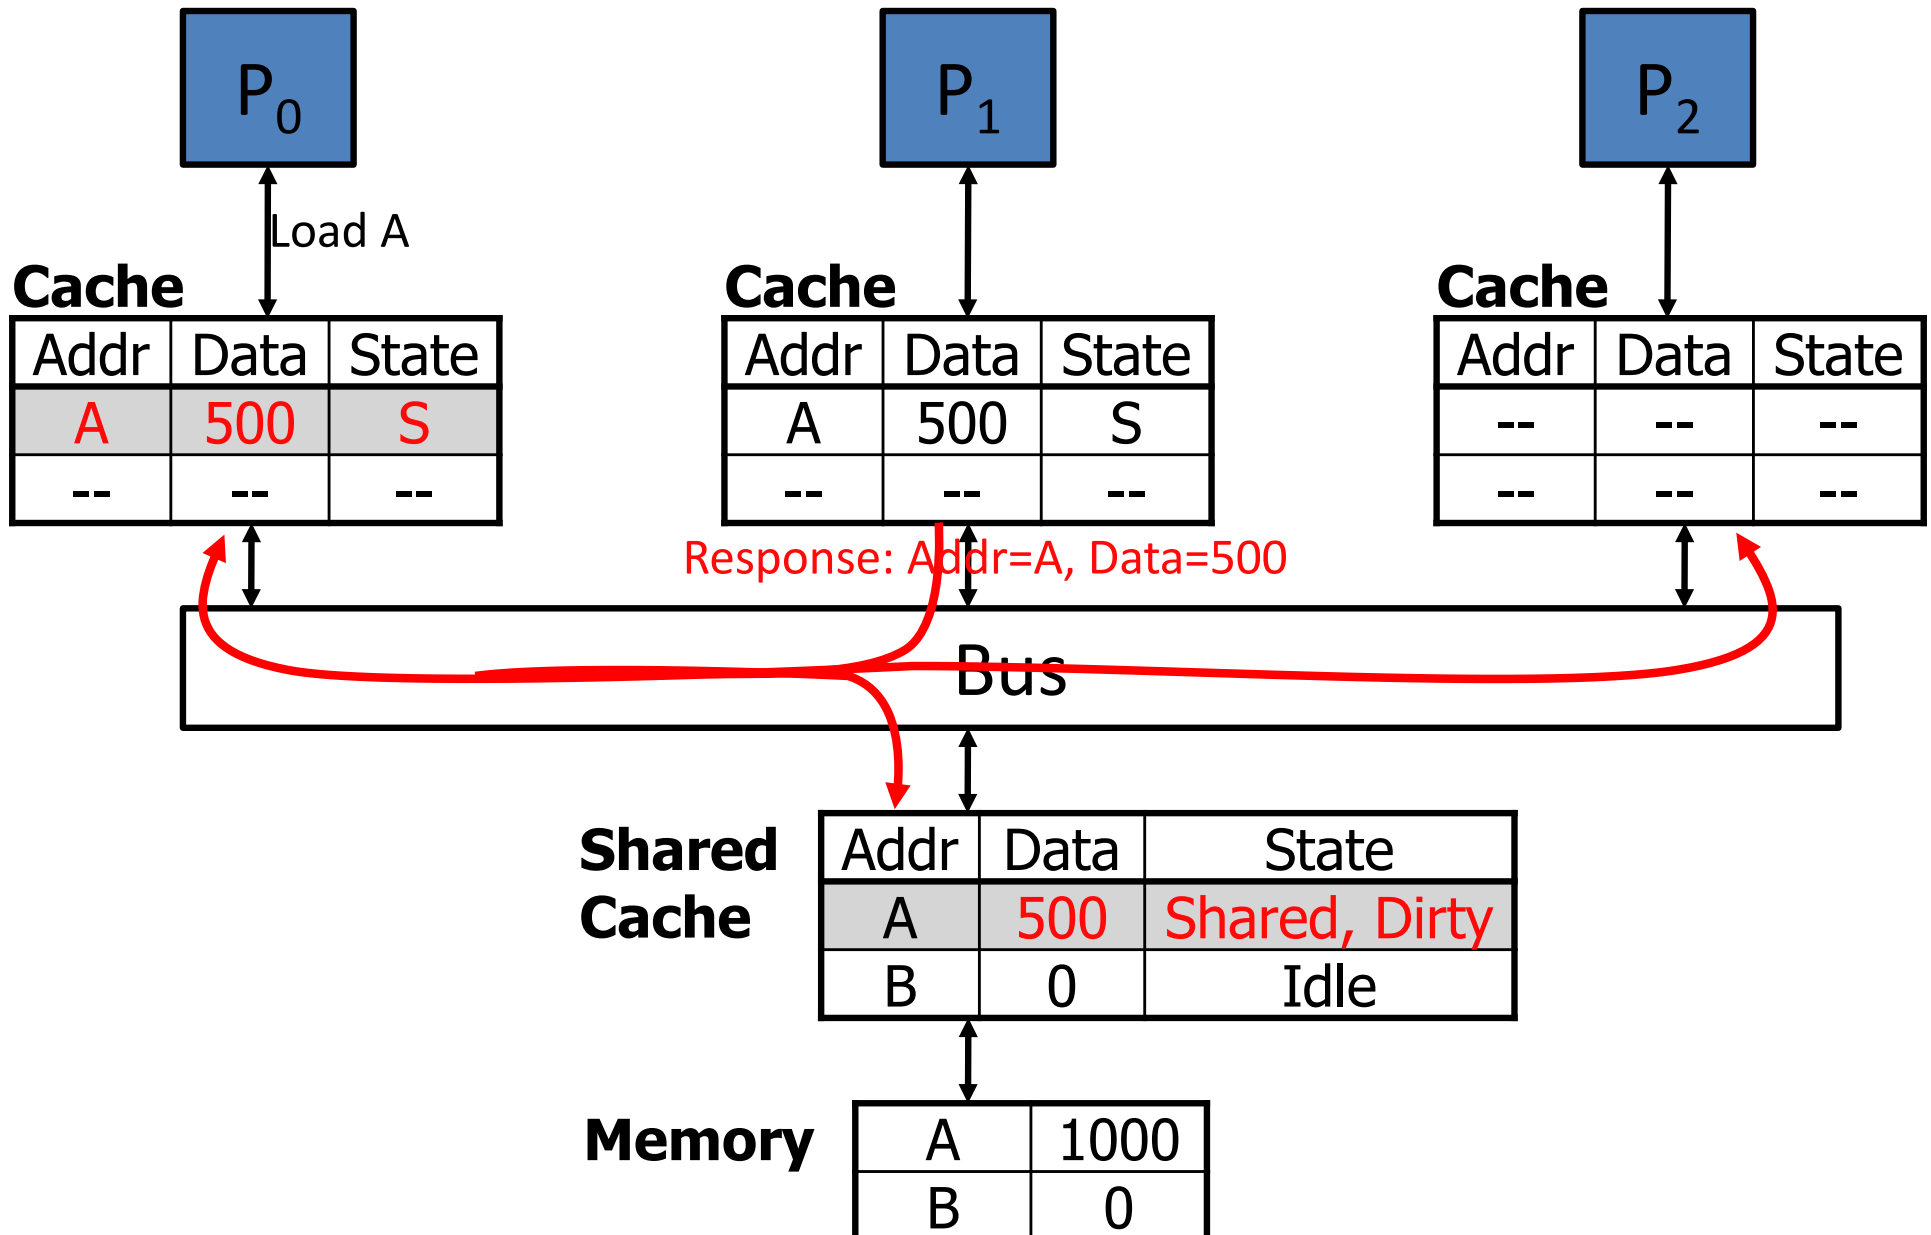 P0 P1 P2
Load A
Cache Cache Cache
Addr Data State Addr Data State Addr Data State
A 500 S A 500 S -- -- --
-- -- -- -- -- -- -- -- --
Response: Addr=A, Data=500
Bus
Shared Addr Data State
Cache A 500 Shared, Dirty
B 0 Idle
Memory A 1000
B 0